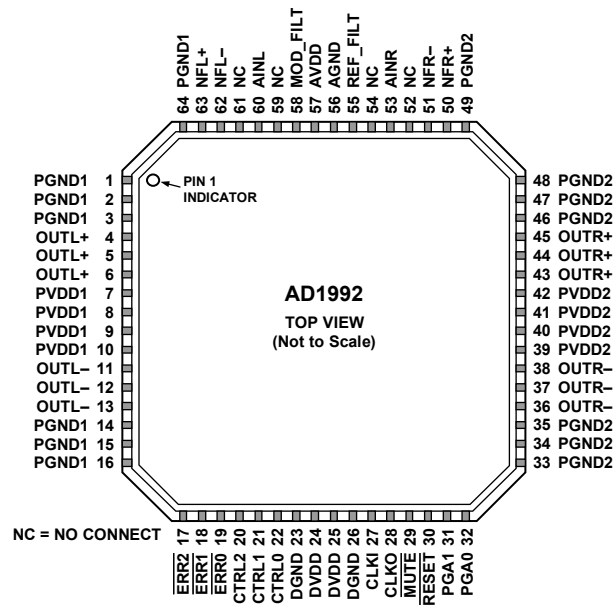 64 PGND1
63 NFL+
62 NFL–
61 NC
60 AINL
59 NC
58 MOD_FILT
57 AVDD
56 AGND
55 REF_FILT
54 NC
53 AINR
52 NC
51 NFR–
50 NFR+
49 PGND2
PGND1 1
PGND1 2
PGND1 3
OUTL+ 4
OUTL+ 5
OUTL+ 6
PVDD1 7
PVDD1 8
PVDD1 9
PVDD1 10
OUTL– 11
OUTL– 12
OUTL– 13
PGND1 14
PGND1 15
PGND1 16
PIN 1
INDICATOR
AD1992
TOP VIEW
(Not to Scale)
48 PGND2
47 PGND2
46 PGND2
45 OUTR+
44 OUTR+
43 OUTR+
42 PVDD2
41 PVDD2
40 PVDD2
39 PVDD2
38 OUTR–
37 OUTR–
36 OUTR–
35 PGND2
34 PGND2
33 PGND2
NC = NO CONNECT
ERR2 17
ERR1 18
ERR0 19
CTRL2 20
CTRL1 21
CTRL0 22
DGND 23
DVDD 24
DVDD 25
DGND 26
CLKI 27
CLKO 28
MUTE 29
RESET 30
PGA1 31
PGA0 32